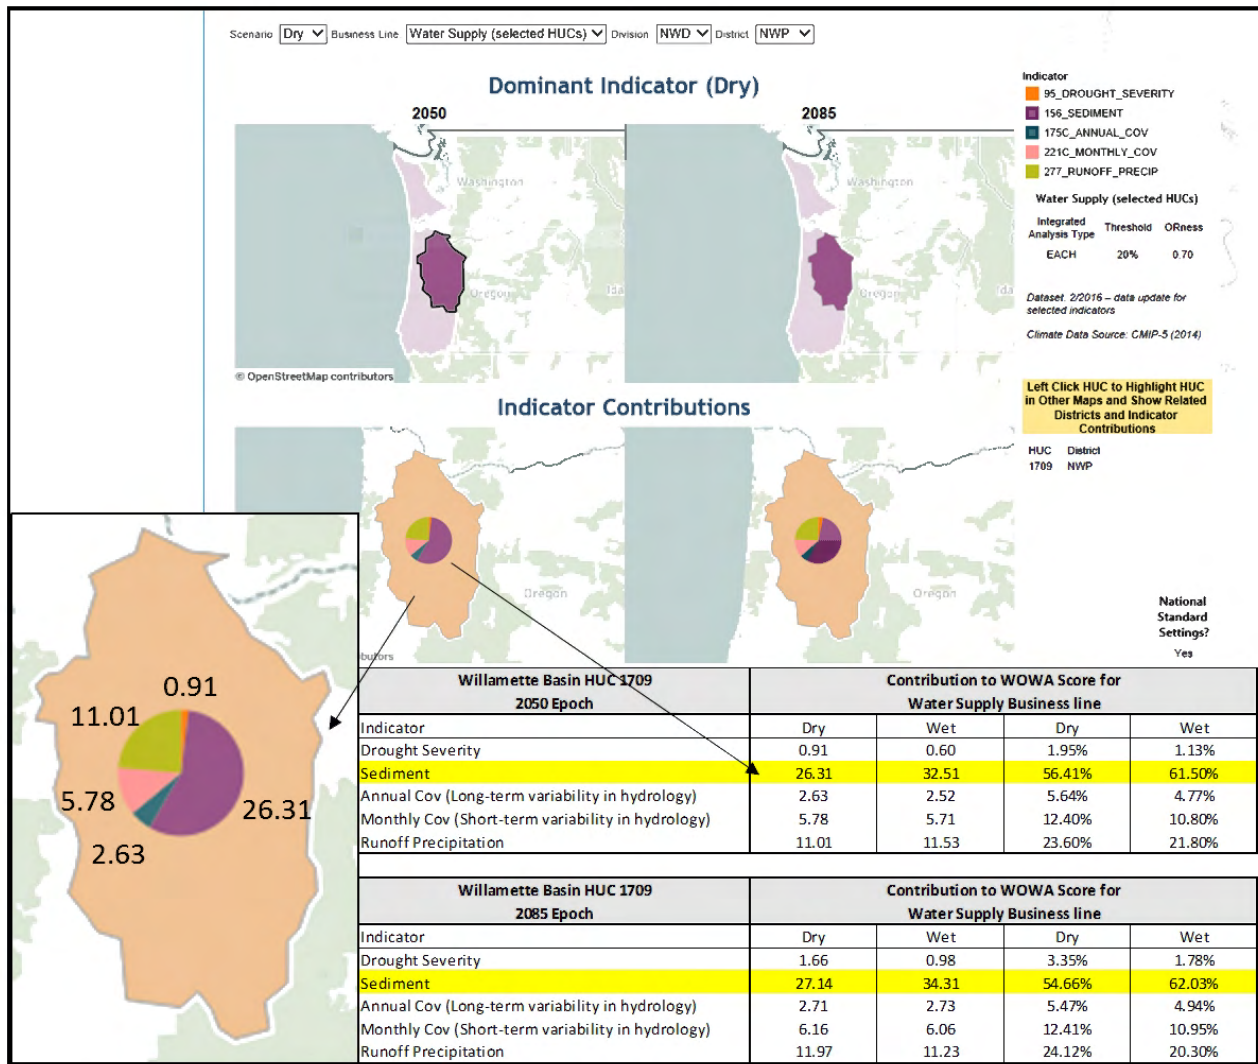 Scenario Dry Business Line Water Supply (selected HUCs) Division NWD District NWP
Dominant Indicator (Dry)
2050
2085
Washington
Oregon
Washington
Oregon
Ida
© OpenStreetMap contributors
Indicator
95_DROUGHT_SEVERITY
156_SEDIMENT
175C_ANNUAL_COV
221C_MONTHLY_COV
277_RUNOFF_PRECIP
Water Supply (selected HUCs)
Integrated Analysis Type Threshold ORness
EACH 20% 0.70
Dataset. 2/2016 – data update for
selected indicators
Climate Data Source: CMIP-5 (2014)
Left Click HUC to Highlight HUC
in Other Maps and Show Related
Districts and Indicator
Contributions
HUC District
1709 NWP
Indicator Contributions
Oregon
Oregon
butors
National
Standard
Settings?
Yes
0.91
11.01
5.78
26.31
2.63
Willamette Basin HUC 1709 Contribution to WOWA Score for
2050 Epoch Water Supply Business line
Indicator Dry Wet Dry Wet
Drought Severity 0.91 0.60 1.95% 1.13%
Sediment 26.31 32.51 56.41% 61.50%
Annual Cov (Long-term variability in hydrology) 2.63 2.52 5.64% 4.77%
Monthly Cov (Short-term variability in hydrology) 5.78 5.71 12.40% 10.80%
Runoff Precipitation 11.01 11.53 23.60% 21.80%
Willamette Basin HUC 1709 Contribution to WOWA Score for
2085 Epoch Water Supply Business line
Indicator Dry Wet Dry Wet
Drought Severity 1.66 0.98 3.35% 1.78%
Sediment 27.14 34.31 54.66% 62.03%
Annual Cov (Long-term variability in hydrology) 2.71 2.73 5.47% 4.94%
Monthly Cov (Short-term variability in hydrology) 6.16 6.06 12.41% 10.95%
Runoff Precipitation 11.97 11.23 24.12% 20.30%